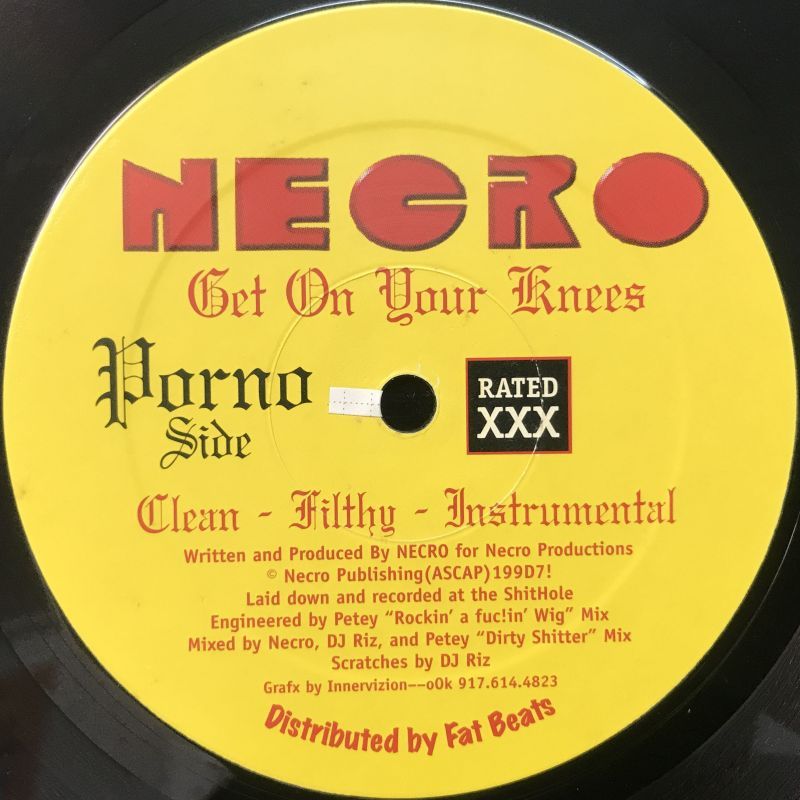 NECRO
Get On Your Knees
Porno
Side
RATED
XXX
Clean - Filthy - Instrumental
Written and Produced By NECRO for Necro Productions
© Necro Publishing(ASCAP)199D7!
Laid down and recorded at the ShitHole
Engineered by Petey "Rockin' a fuc!in' Wig" Mix
Mixed by Necro, DJ Riz, and Petey "Dirty Shitter" Mix
Scratches by DJ Riz
Grafx by Innervizion––oOk 917.614.4823
Distributed by Fat Beats